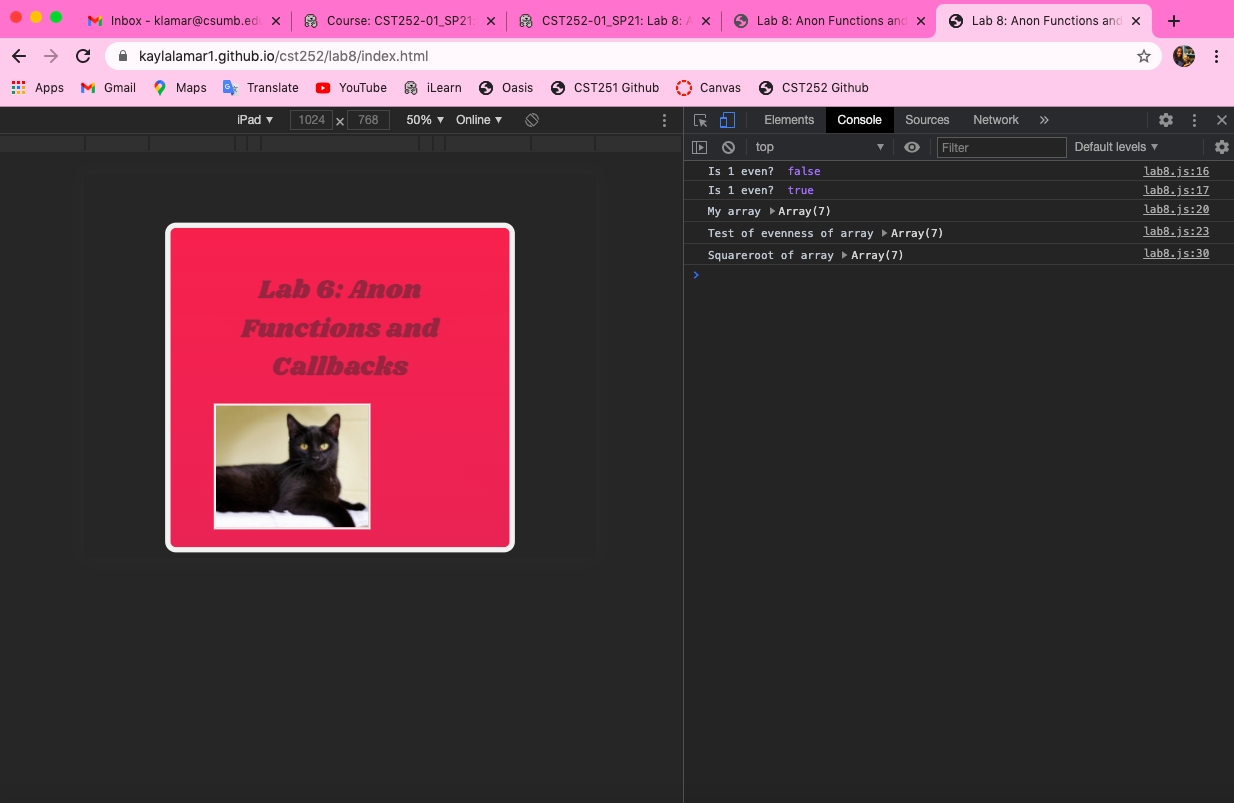 Inbox - klamar@csumb.ed
Course: CST252-01_SP21:
CST252-01_SP21: Lab 8: A
Lab 8: Anon Functions and
Lab 8: Anon Functions and
kaylalamar1.github.io/cst252/lab8/index.html
Apps Gmail Maps Translate YouTube iLearn Oasis CST251 Github Canvas CST252 Github
iPad 1024 × 768 50% Online
Elements Console Sources Network »
top Filter Default levels
Is 1 even? false lab8.js:16
Is 1 even? true lab8.js:17
My array Array(7) lab8.js:20
Test of evenness of array Array(7) lab8.js:23
Squareroot of array Array(7) lab8.js:30
Lab 6: Anon
Functions and
Callbacks